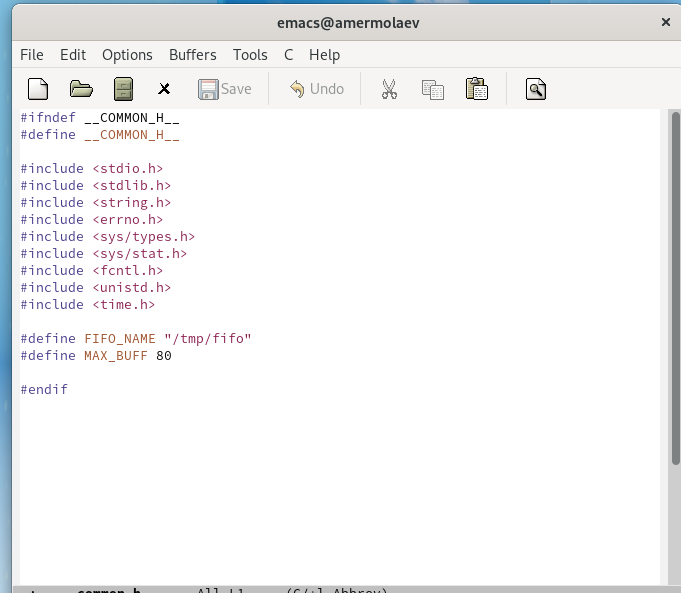 emacs@amermolaev
File Edit Options Buffers Tools C Help
Save Undo
#ifndef __COMMON_H__
#define __COMMON_H__
#include <stdio.h>
#include <stdlib.h>
#include <string.h>
#include <errno.h>
#include <sys/types.h>
#include <sys/stat.h>
#include <fcntl.h>
#include <unistd.h>
#include <time.h>
#define FIFO_NAME "/tmp/fifo"
#define MAX_BUFF 80
#endif
common.h All L1 (C/*l Abbrev)